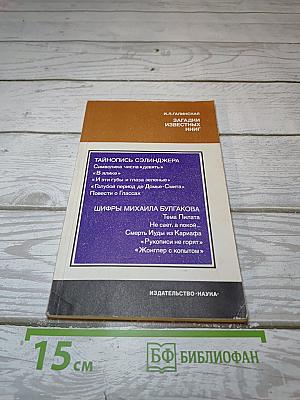 И.Л.ГАЛИНСКАЯ
ЗАГАДКИ
ИЗВЕСТНЫХ
КНИГ
ТАЙНОПИСЬ СЭЛИНДЖЕРА
Символика числа «девять»
«В ялике»
«И эти губы и глаза зеленые»
«Голубой период де Домье-Смита»
Повести о Глассах
ШИФРЫ МИХАИЛА БУЛГАКОВА
Тема Пилата
Не свет, а покой...
Смерть Иуды из Кариафа
«Рукописи не горят»
«Жонглер с копытом»
ИЗДАТЕЛЬСТВО «НАУКА»
15 см
БФ БИБЛИОФАН